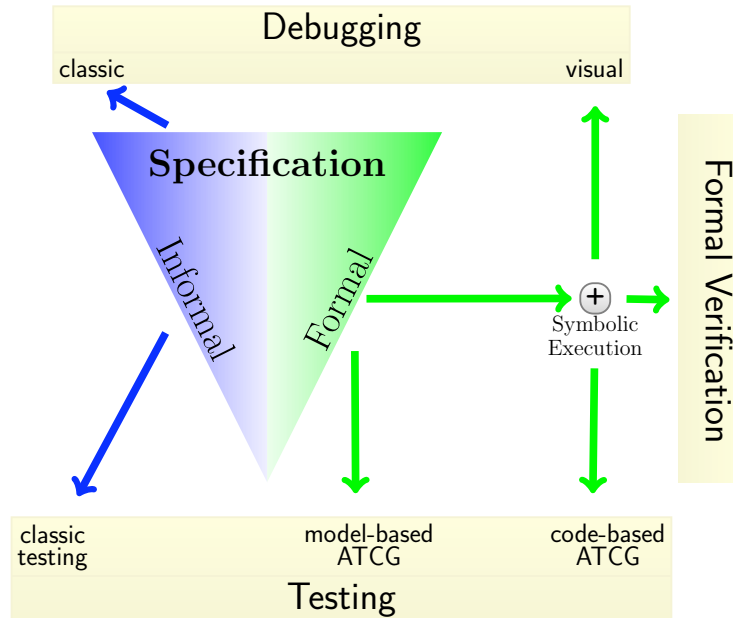 Debugging
classic
visual
Specification
Informal
Formal
+
Symbolic
Execution
Formal Verification
classic
testing
model-based
ATCG
code-based
ATCG
Testing